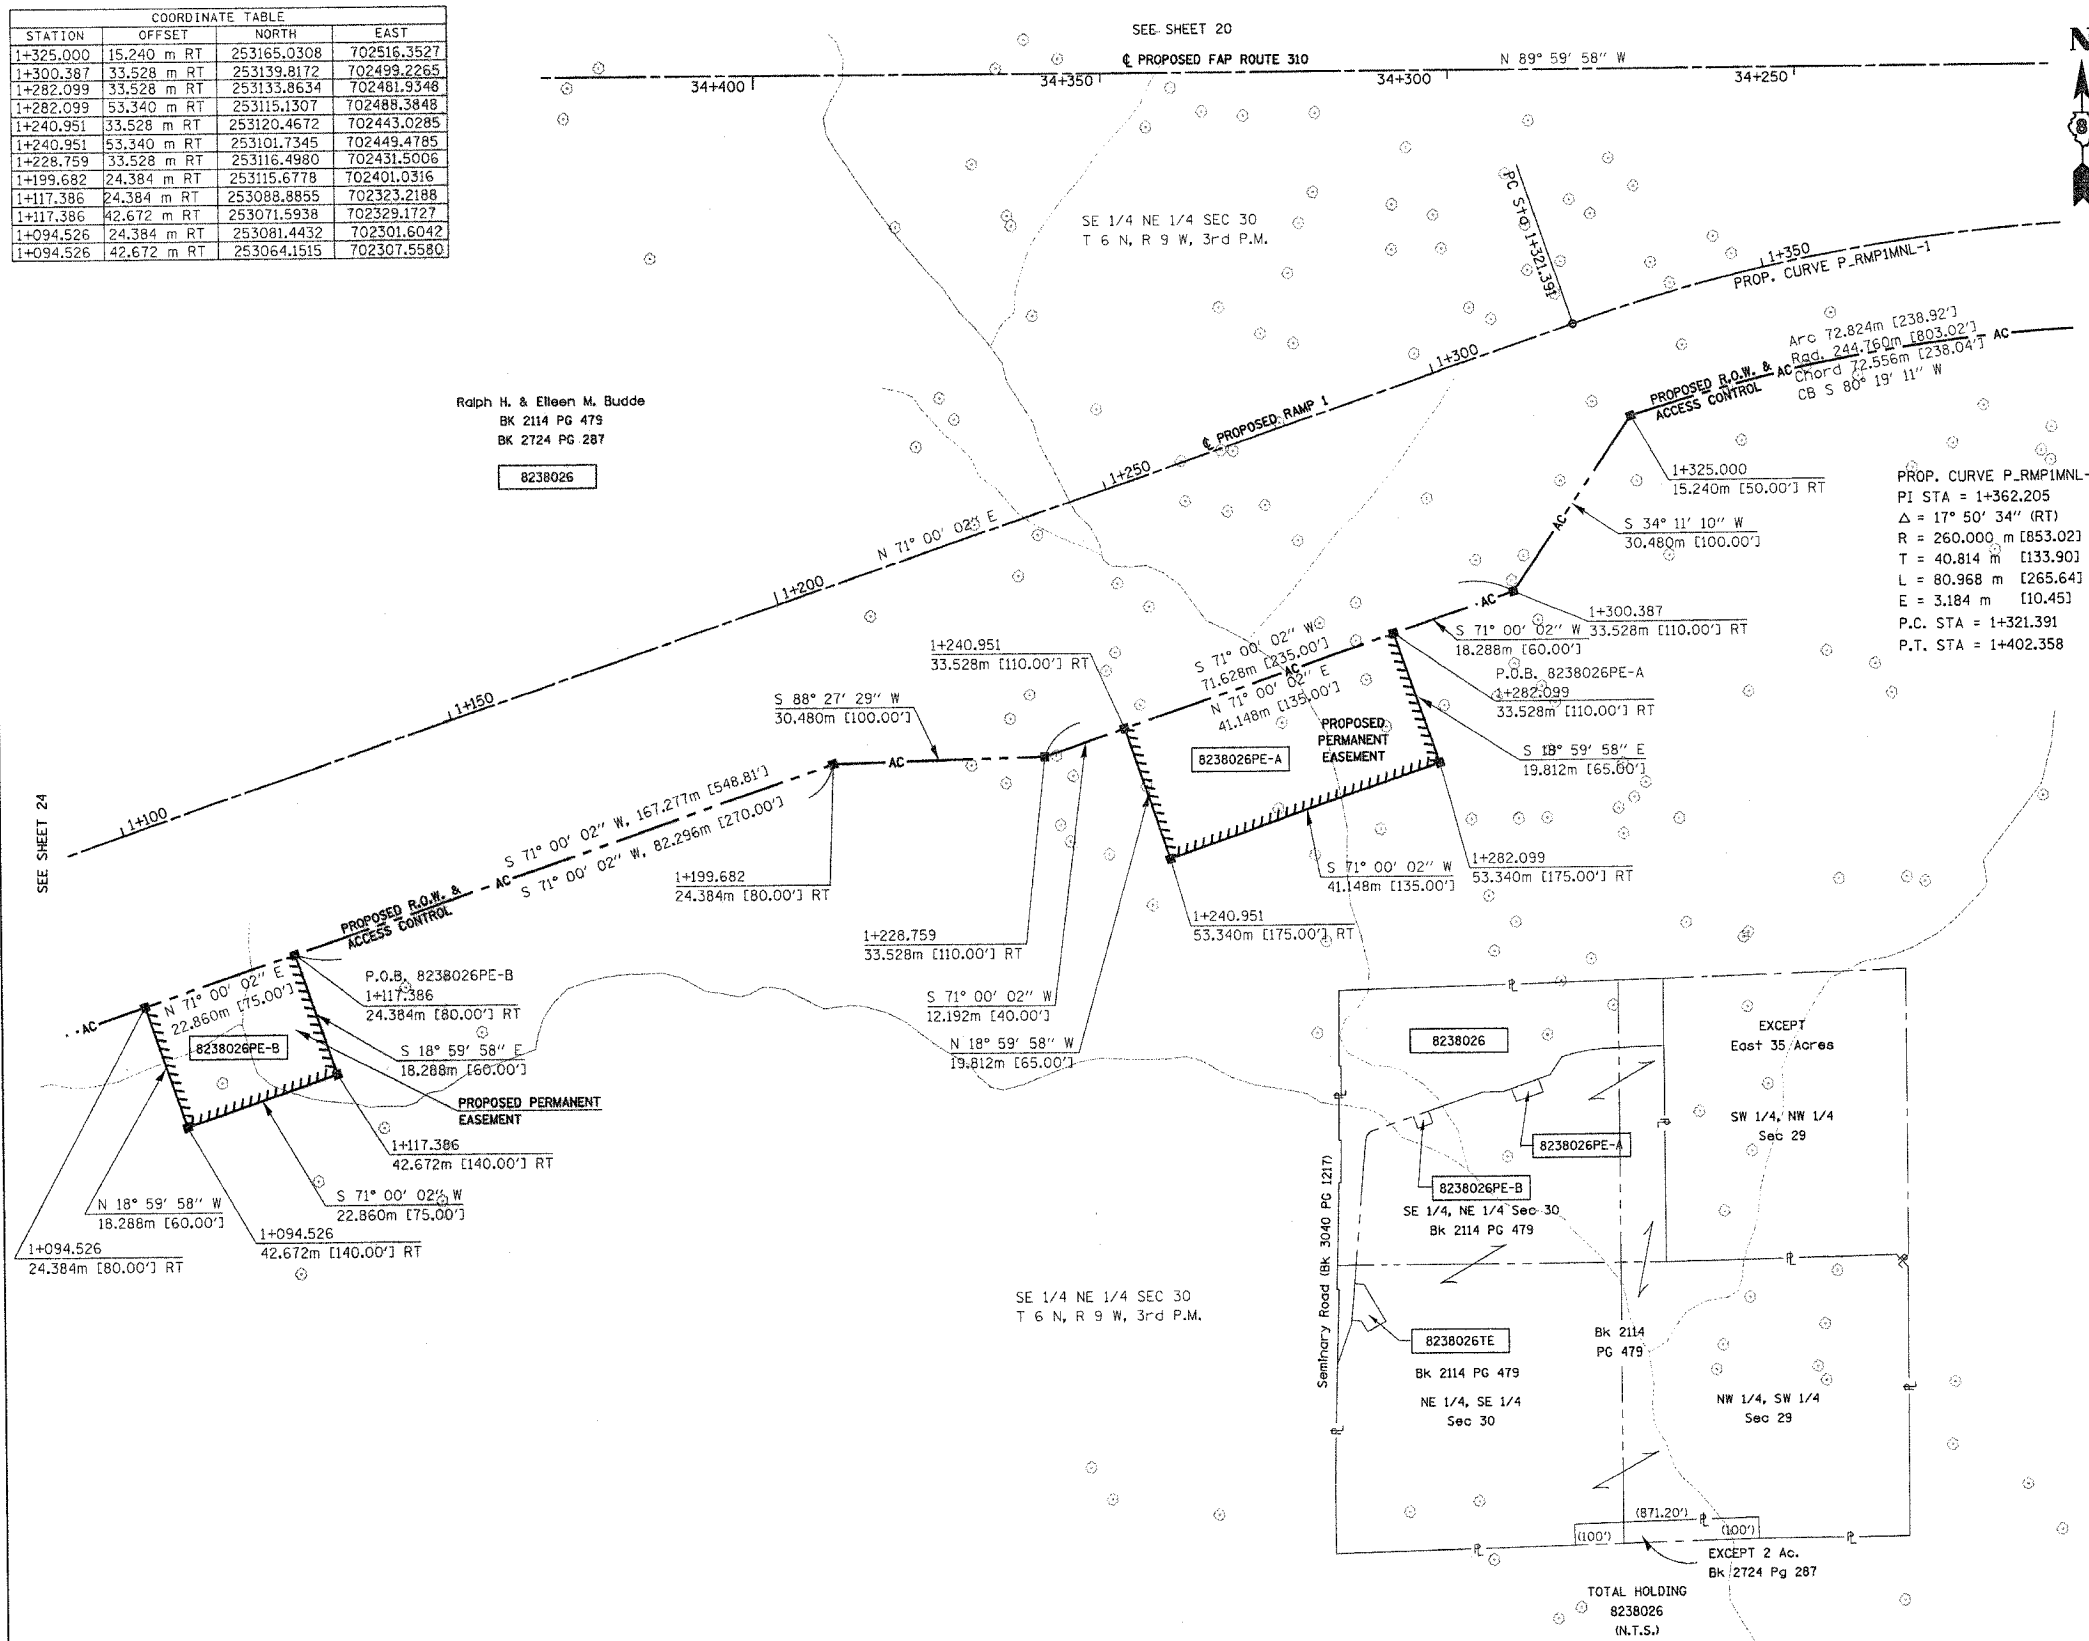 COORDINATE TABLE
STATION OFFSET NORTH EAST
1+325.000 15.240 m RT 253165.0308 702516.3527
1+300.387 33.528 m RT 253139.8172 702499.2265
1+282.099 33.528 m RT 253133.8634 702481.9348
1+282.099 53.340 m RT 253115.1307 702488.3848
1+240.951 33.528 m RT 253120.4672 702443.0285
1+240.951 53.340 m RT 253101.7345 702449.4785
1+228.759 33.528 m RT 253116.4980 702431.5006
1+199.682 24.384 m RT 253115.6778 702401.0316
1+117.386 24.384 m RT 253088.8855 702323.2188
1+117.386 42.672 m RT 253071.5938 702329.1727
1+094.526 24.384 m RT 253081.4432 702301.6042
1+094.526 42.672 m RT 253064.1515 702307.5580
SEE SHEET 20
℄ PROPOSED FAP ROUTE 310
N 89° 59' 58" W
34+400
34+350
34+300
34+250
N
8
SE 1/4 NE 1/4 SEC 30
T 6 N, R 9 W, 3rd P.M.
PC Sta 1+321.391
1+350
PROP. CURVE P_RMP1MNL-1
Arc 72.824m [238.92']
Rad. 244.760m [803.02']
Chord 72.556m [238.04']
CB S 80° 19' 11" W
AC
AC
PROPOSED R.O.W. &
ACCESS CONTROL
1+300
℄ PROPOSED RAMP 1
1+250
N 71° 00' 02" E
1+200
1+150
1+100
Ralph H. & Eileen M. Budde
BK 2114 PG 479
BK 2724 PG 287
8238026
1+325.000
15.240m [50.00'] RT
S 34° 11' 10" W
30.480m [100.00']
AC
PROP. CURVE P_RMP1MNL-
PI STA = 1+362.205
Δ = 17° 50' 34" (RT)
R = 260.000 m [853.02]
T = 40.814 m [133.90]
L = 80.968 m [265.64]
E = 3.184 m [10.45]
P.C. STA = 1+321.391
P.T. STA = 1+402.358
AC
1+300.387
33.528m [110.00'] RT
S 71° 00' 02" W
18.288m [60.00']
P.O.B. 8238026PE-A
1+282.099
33.528m [110.00'] RT
S 18° 59' 58" E
19.812m [65.00']
1+240.951
33.528m [110.00'] RT
S 71° 00' 02" W
71.628m [235.00']
AC
N 71° 00' 02" E
41.148m [135.00']
PROPOSED
PERMANENT
EASEMENT
8238026PE-A
S 88° 27' 29" W
30.480m [100.00']
AC
1+282.099
53.340m [175.00'] RT
S 71° 00' 02" W
41.148m [135.00']
1+240.951
53.340m [175.00'] RT
SEE SHEET 24
S 71° 00' 02" W, 167.277m [548.81']
AC
S 71° 00' 02" W, 82.296m [270.00']
PROPOSED R.O.W. &
ACCESS CONTROL
1+199.682
24.384m [80.00'] RT
1+228.759
33.528m [110.00'] RT
S 71° 00' 02" W
12.192m [40.00']
N 18° 59' 58" W
19.812m [65.00']
AC
N 71° 00' 02" E
22.860m [75.00']
P.O.B. 8238026PE-B
1+117.386
24.384m [80.00'] RT
8238026PE-B
S 18° 59' 58" E
18.288m [60.00']
PROPOSED PERMANENT
EASEMENT
1+117.386
42.672m [140.00'] RT
S 71° 00' 02" W
22.860m [75.00']
N 18° 59' 58" W
18.288m [60.00']
1+094.526
42.672m [140.00'] RT
1+094.526
24.384m [80.00'] RT
SE 1/4 NE 1/4 SEC 30
T 6 N, R 9 W, 3rd P.M.
8238026
EXCEPT
East 35 Acres
SW 1/4, NW 1/4
Sec 29
8238026PE-A
8238026PE-B
SE 1/4, NE 1/4 Sec 30
Bk 2114 PG 479
Seminary Road (Bk 3040 PG 1217)
8238026TE
Bk 2114 PG 479
NE 1/4, SE 1/4
Sec 30
Bk 2114
PG 479
NW 1/4, SW 1/4
Sec 29
(871.20')
(100')
(100')
EXCEPT 2 Ac.
Bk 2724 Pg 287
TOTAL HOLDING
8238026
(N.T.S.)